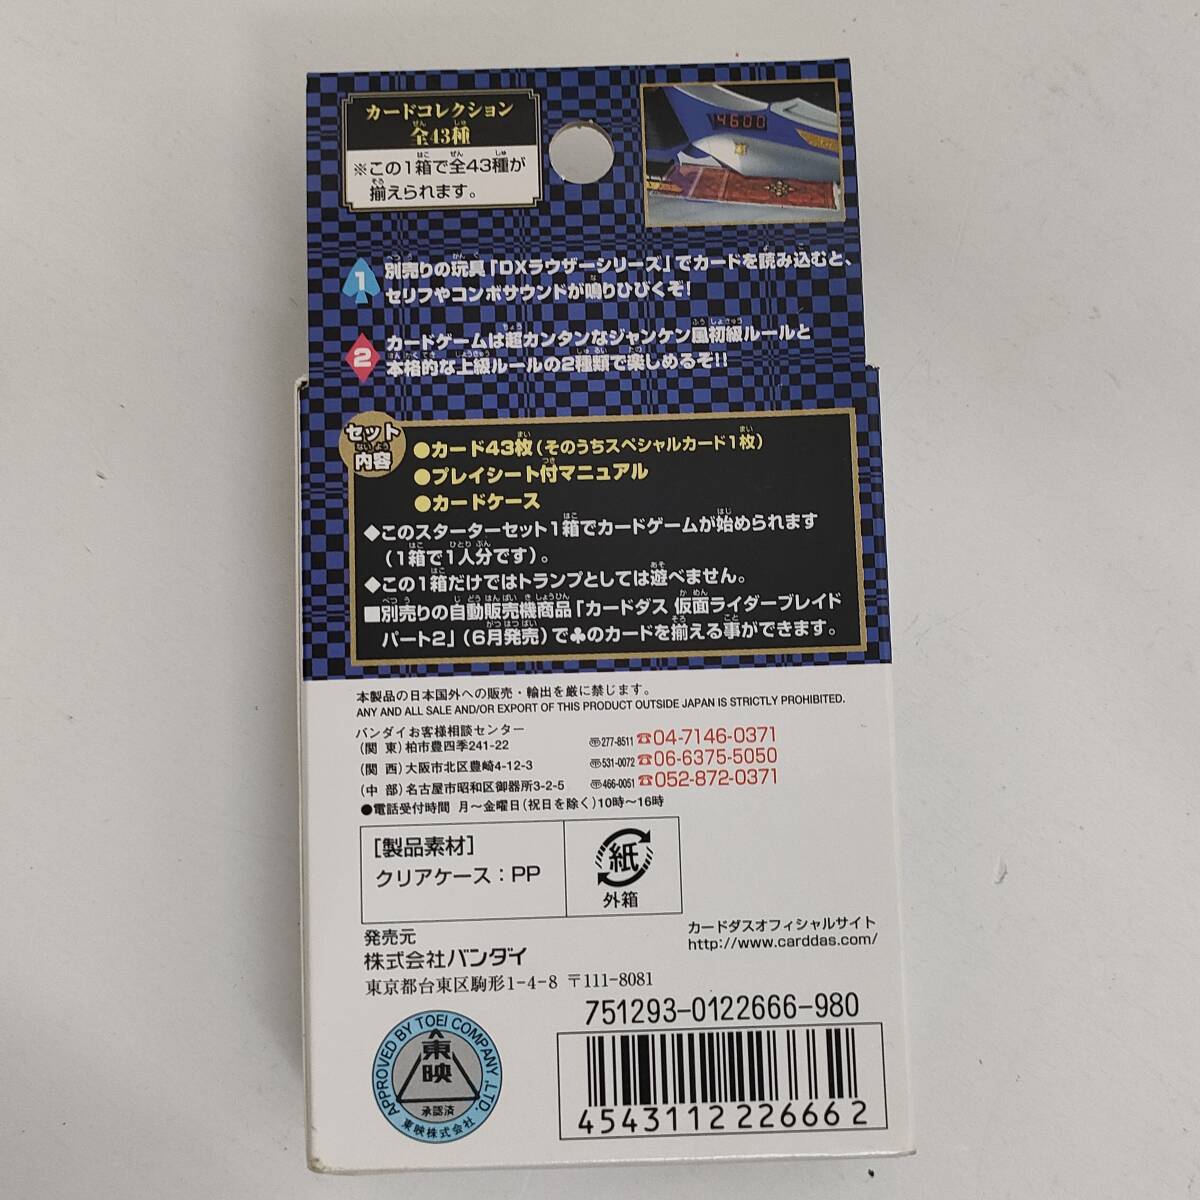 カードコレクション
全43種
※この1箱で全43種が
揃えられます。
4600
1 別売りの玩具「DXラウザーシリーズ」でカードを読み込むと、
セリフやコンボサウンドが鳴りひびくぞ!
2 カードゲームは超カンタンなジャンケン風初級ルールと
本格的な上級ルールの2種類で楽しめるぞ!!
セット
内容
●カード43枚(そのうちスペシャルカード1枚)
●プレイシート付マニュアル
●カードケース
◆このスターターセット1箱でカードゲームが始められます
(1箱で1人分です)。
◆この1箱だけではトランプとしては遊べません。
■別売りの自動販売機商品「カードダス 仮面ライダーブレイド
パート2」(6月発売)で♣のカードを揃える事ができます。
本製品の日本国外への販売・輸出を厳に禁じます。
ANY AND ALL SALE AND/OR EXPORT OF THIS PRODUCT OUTSIDE JAPAN IS STRICTLY PROHIBITED.
バンダイお客様相談センター
(関 東)柏市豊四季241-22 〒277-8511 ☎04-7146-0371
(関 西)大阪市北区豊崎4-12-3 〒531-0072 ☎06-6375-5050
(中 部)名古屋市昭和区御器所3-2-5 〒466-0051 ☎052-872-0371
●電話受付時間 月〜金曜日(祝日を除く)10時〜16時
[製品素材]
クリアケース:PP
紙
外箱
カードダスオフィシャルサイト
http://www.carddas.com/
発売元
株式会社バンダイ
東京都台東区駒形1-4-8 〒111-8081
751293-0122666-980
APPROVED BY TOEI COMPANY, LTD.
東映
承認済
東映株式会社
4543112226662